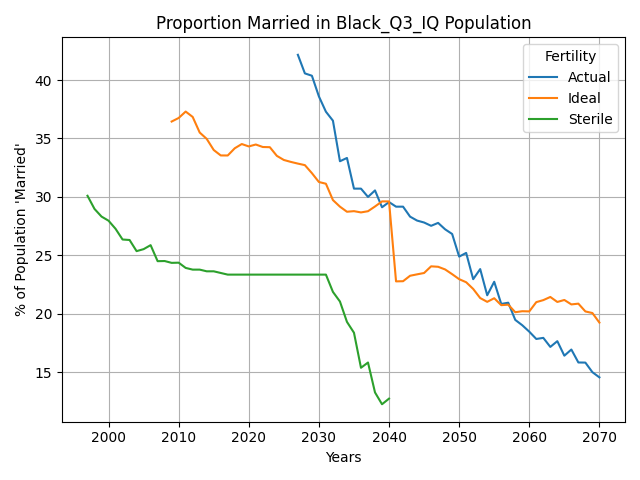 Proportion Married in Black_Q3_IQ Population
% of Population 'Married'
40
35
30
25
20
15
Fertility
Actual
Ideal
Sterile
2000 2010 2020 2030 2040 2050 2060 2070
Years